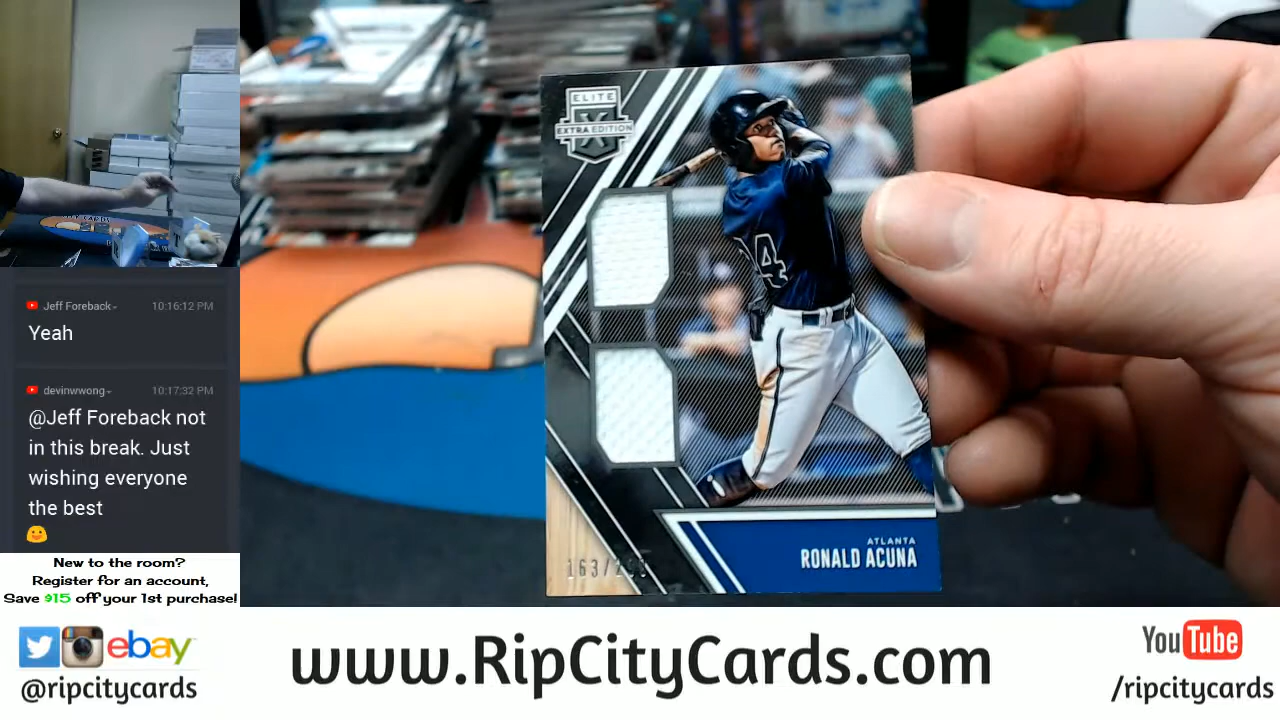 Jeff Foreback
10:16:12 PM
Yeah
devinwwong
10:17:32 PM
@Jeff Foreback not
in this break. Just
wishing everyone
the best
New to the room?
Register for an account,
Save $15 off your 1st purchase!
ELITE
X
EXTRA EDITION
ATLANTA
RONALD ACUNA
ebay
@ripcitycards
www.RipCityCards.com
YouTube
/ripcitycards